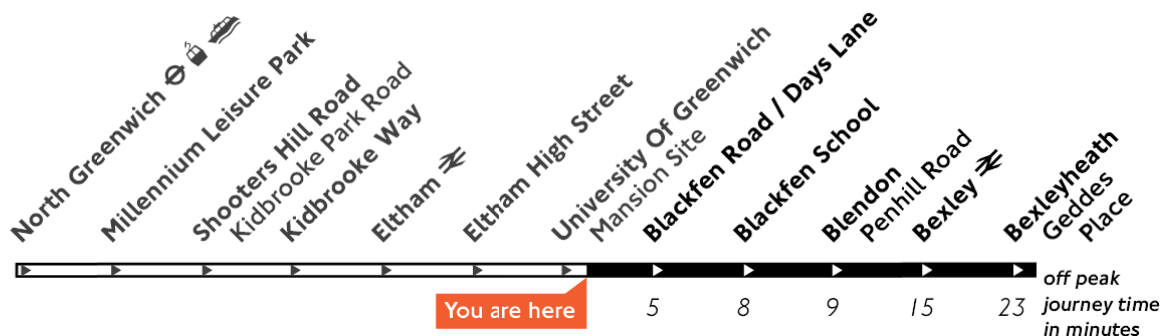 North Greenwich
Millennium Leisure Park
Shooters Hill Road
Kidbrooke Park Road
Kidbrooke Way
Eltham
Eltham High Street
University Of Greenwich
Mansion Site
Blackfen Road / Days Lane
Blackfen School
Blendon
Penhill Road
Bexley
Bexleyheath
Geddes
Place
You are here
5 8 9 15 23
off peak
journey time
in minutes